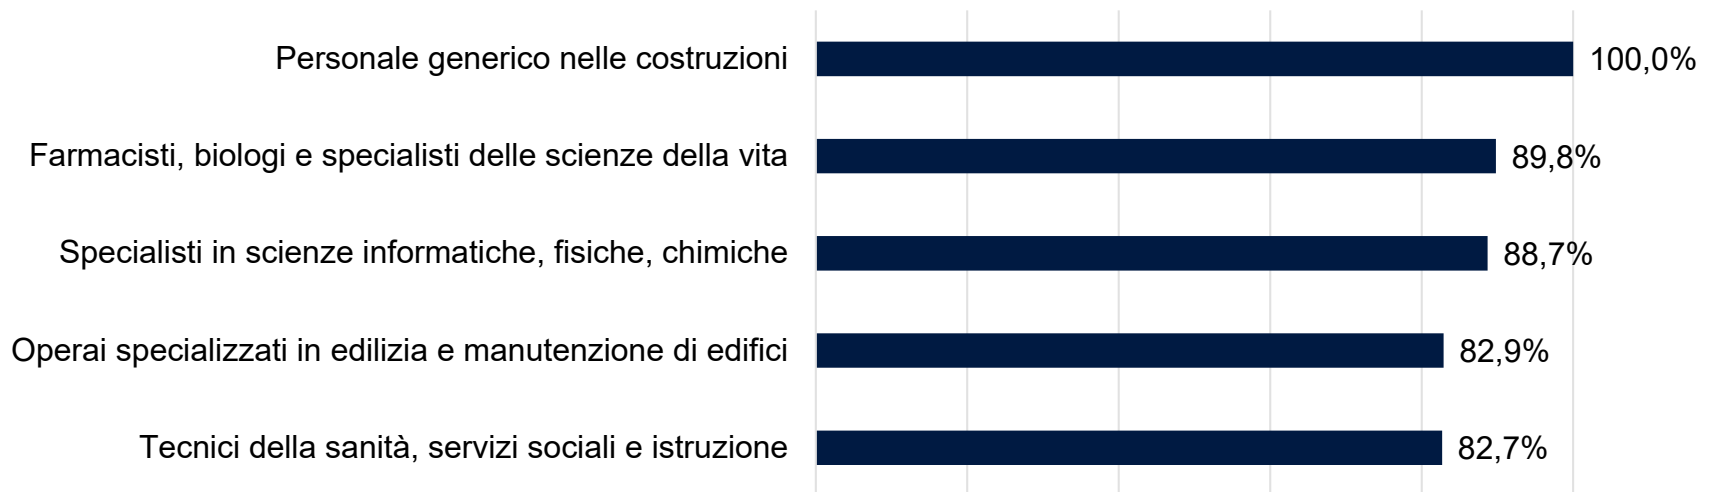 Personale generico nelle costruzioni 100,0%
Farmacisti, biologi e specialisti delle scienze della vita 89,8%
Specialisti in scienze informatiche, fisiche, chimiche 88,7%
Operai specializzati in edilizia e manutenzione di edifici 82,9%
Tecnici della sanità, servizi sociali e istruzione 82,7%